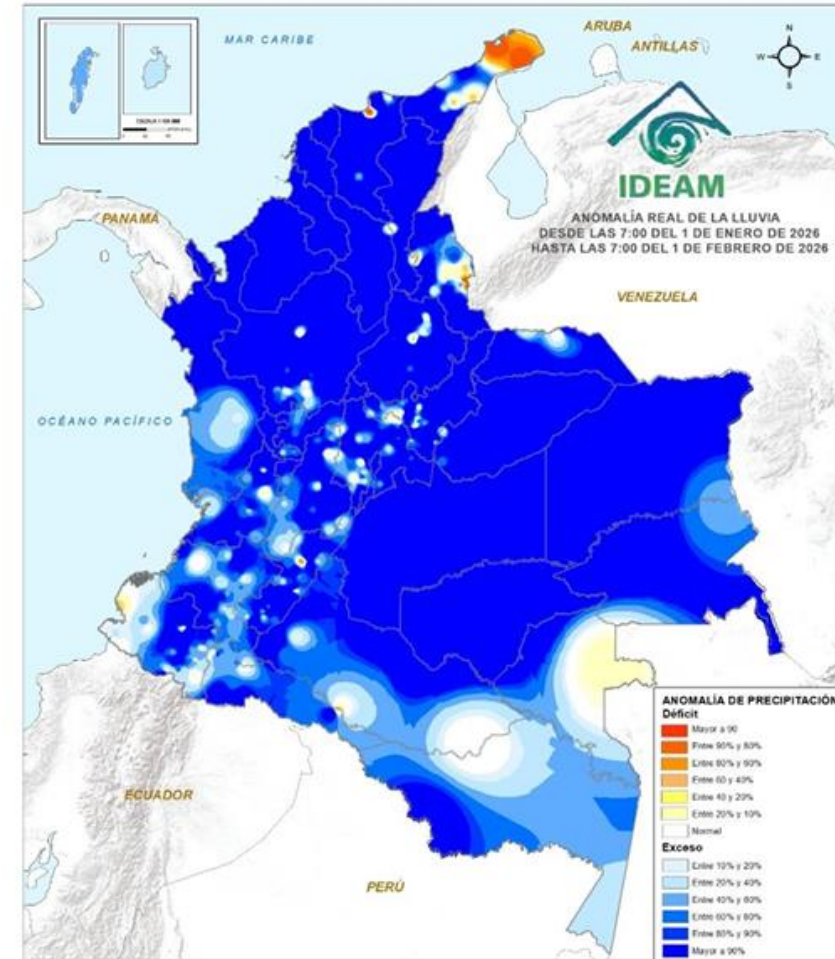 MAR CARIBE
ARUBA
ANTILLAS
N
W
E
S
IDEAM
ANOMALÍA REAL DE LA LLUVIA
DESDE LAS 7:00 DEL 1 DE ENERO DE 2026
HASTA LAS 7:00 DEL 1 DE FEBRERO DE 2026
PANAMÁ
VENEZUELA
OCÉANO PACÍFICO
ECUADOR
PERÚ
ANOMALÍA DE PRECIPITACIÓN
Déficit
Mayor a 90
Entre 90% y 80%
Entre 80% y 60%
Entre 60 y 40%
Entre 40 y 20%
Entre 20% y 10%
Normal
Exceso
Entre 10% y 20%
Entre 20% y 40%
Entre 40% y 60%
Entre 60% y 80%
Entre 80% y 90%
Mayor a 90%